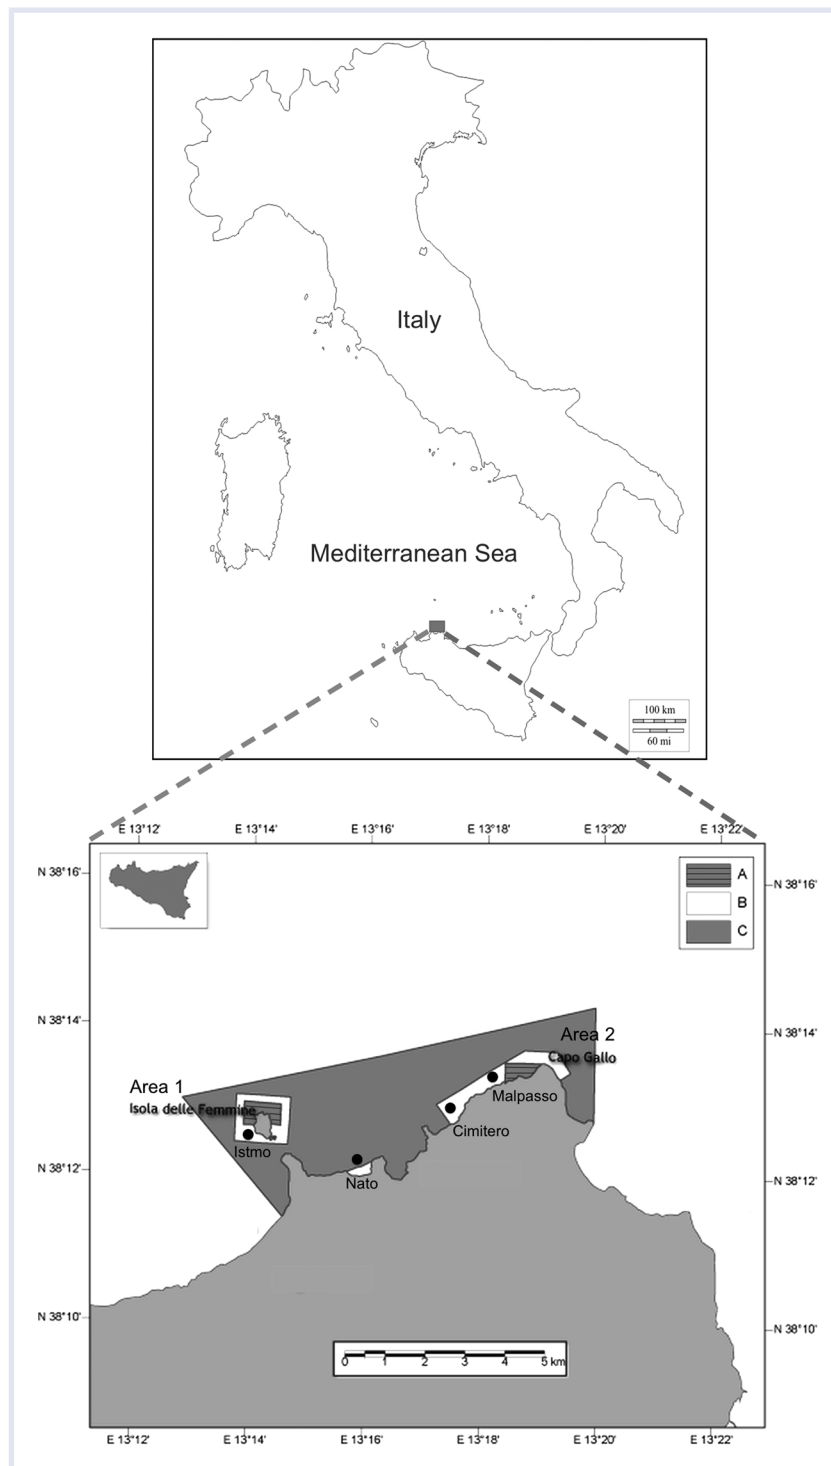 Italy
Mediterranean Sea
100 km
60 mi
E 13°12' E 13°14' E 13°16' E 13°18' E 13°20' E 13°22'
N 38°16' N 38°16'
A
B
C
N 38°14' N 38°14'
Area 2
Capo Gallo
Area 1
Isola delle Femmine
Malpasso
Cimitero
Istmo
N 38°12' N 38°12'
Nato
N 38°10' N 38°10'
0 1 2 3 4 5 km
E 13°12' E 13°14' E 13°16' E 13°18' E 13°20' E 13°22'